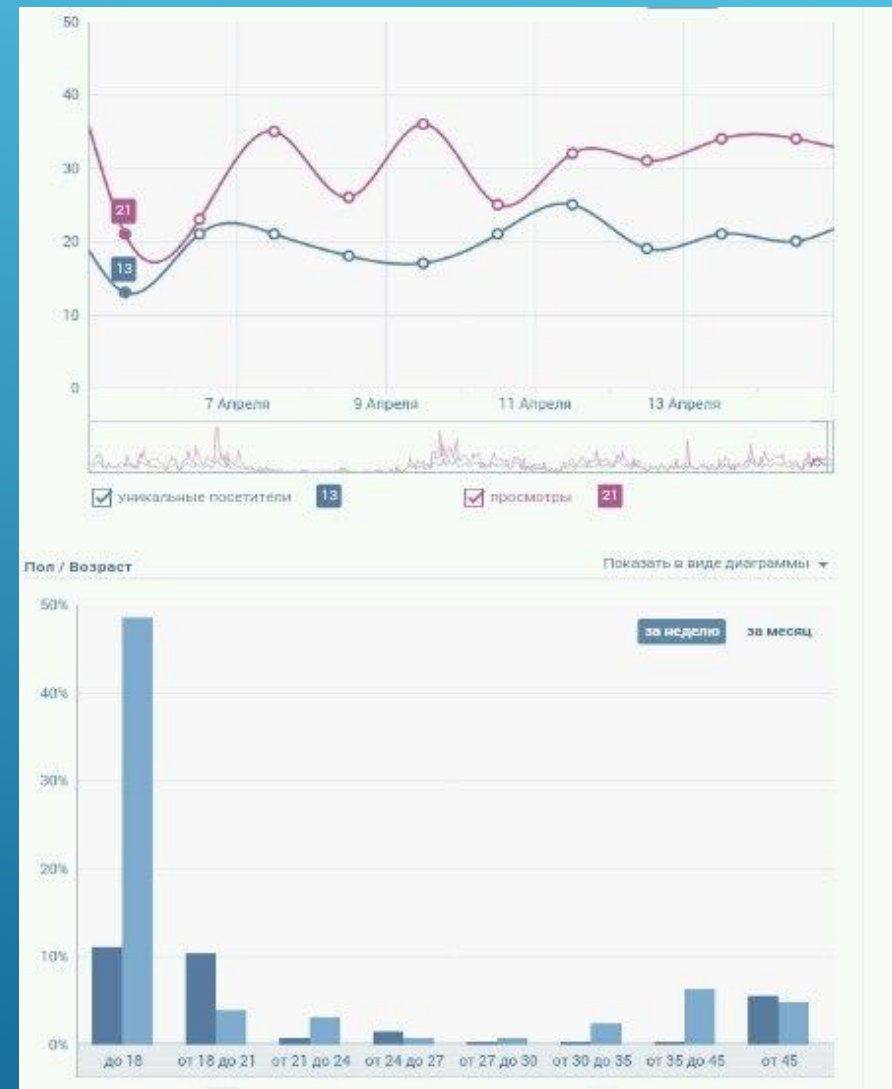 50
40
30
21
20
13
10
0
7 Апреля 9 Апреля 11 Апреля 13 Апреля
уникальные посетители 13 просмотры 21
Пол / Возраст Показать в виде диаграммы
50%
за неделю за месяц
40%
30%
20%
10%
0%
до 18 от 18 до 21 от 21 до 24 от 24 до 27 от 27 до 30 от 30 до 35 от 35 до 45 от 45